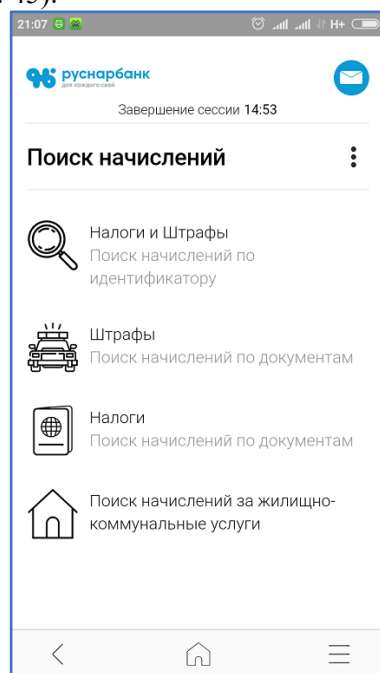 21:07 H+
руснарбанк
для каждого свой
Завершение сессии 14:53
Поиск начислений
Налоги и Штрафы
Поиск начислений по
идентификатору
Штрафы
Поиск начислений по документам
Налоги
Поиск начислений по документам
Поиск начислений за жилищно-
коммунальные услуги